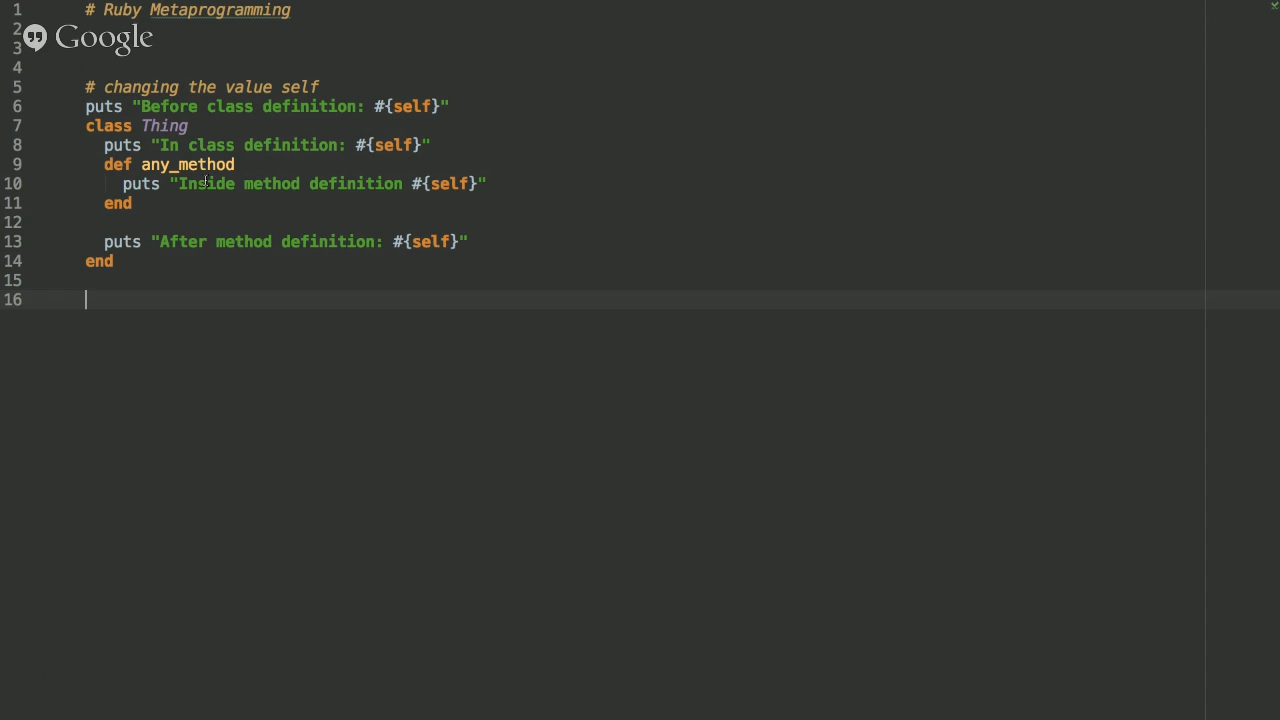 1 # Ruby Metaprogramming
2
Google
3
4
5 # changing the value self
6 puts "Before class definition: #{self}"
7 class Thing
8 puts "In class definition: #{self}"
9 def any_method
10 puts "Inside method definition #{self}"
11 end
12
13 puts "After method definition: #{self}"
14 end
15
16